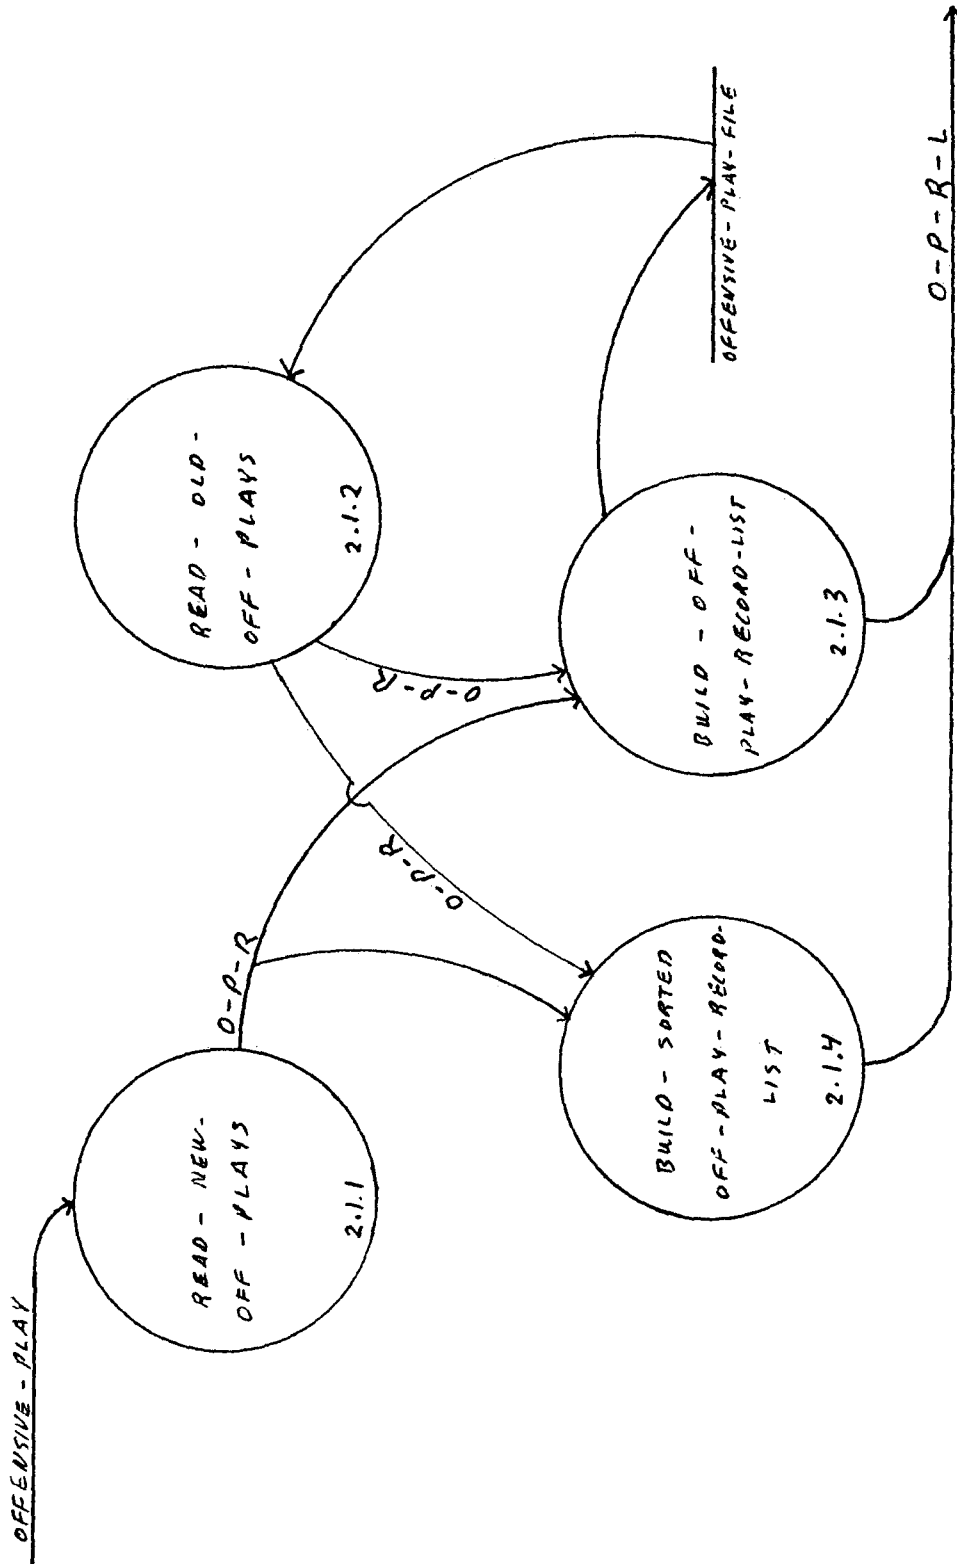 OFFENSIVE - PLAY
READ - NEW-
OFF - PLAYS
2.1.1
O-P-R
READ - OLD -
OFF - PLAYS
2.1.2
O-P-R
O-P-R
BUILD - SORTED
OFF - PLAY - RECORD-
LIST
2.1.4
BUILD - OFF -
PLAY - RECORD-LIST
2.1.3
OFFENSIVE - PLAY - FILE
O-P-R-L